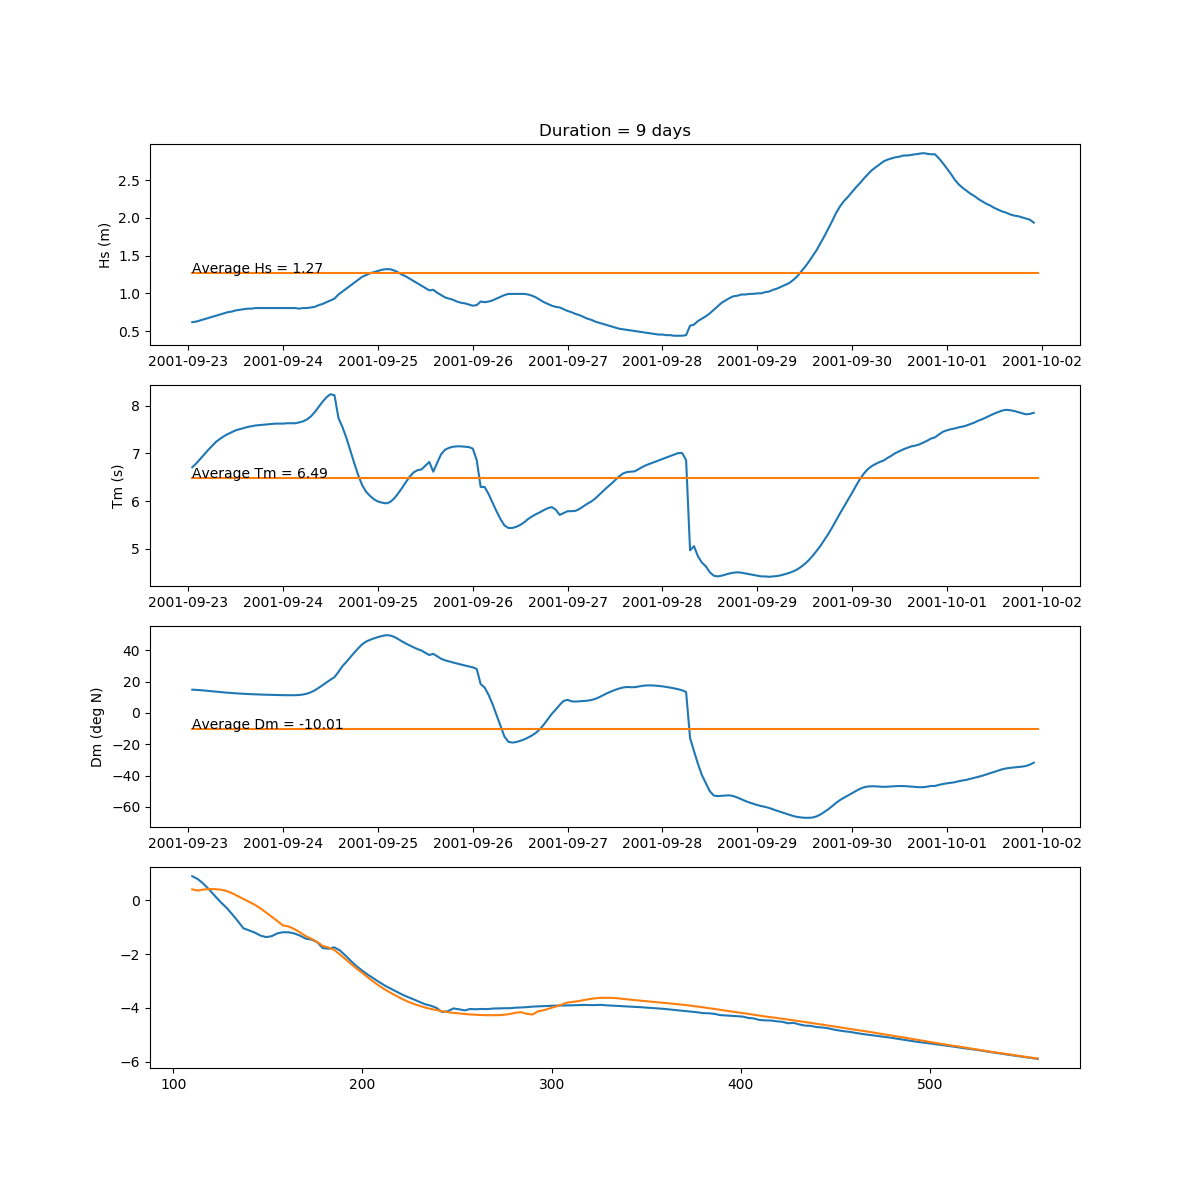 Duration = 9 days
Hs (m)
2.5
2.0
1.5
1.0
0.5
Average Hs = 1.27
2001-09-23 2001-09-24 2001-09-25 2001-09-26 2001-09-27 2001-09-28 2001-09-29 2001-09-30 2001-10-01 2001-10-02
Tm (s)
8
7
6
5
Average Tm = 6.49
2001-09-23 2001-09-24 2001-09-25 2001-09-26 2001-09-27 2001-09-28 2001-09-29 2001-09-30 2001-10-01 2001-10-02
Dm (deg N)
40
20
0
−20
−40
−60
Average Dm = -10.01
2001-09-23 2001-09-24 2001-09-25 2001-09-26 2001-09-27 2001-09-28 2001-09-29 2001-09-30 2001-10-01 2001-10-02
0
−2
−4
−6
100 200 300 400 500